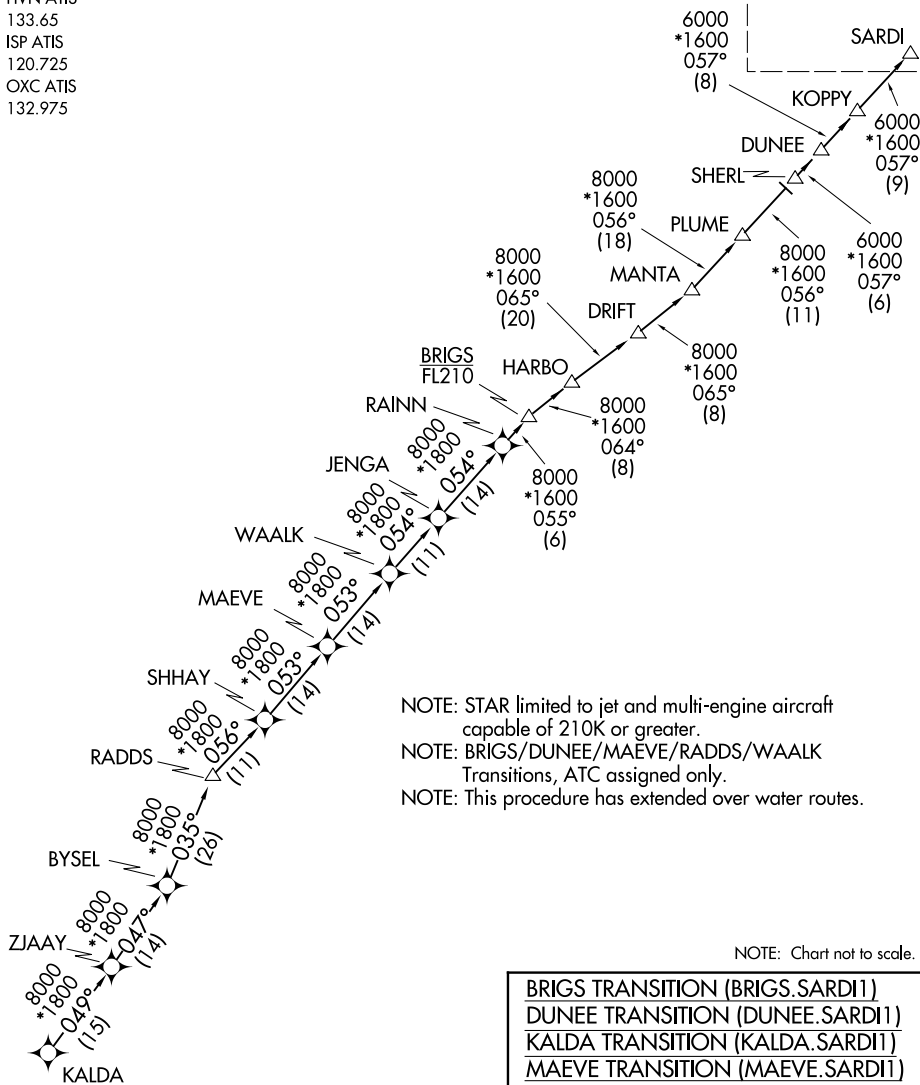 HVN ATIS
133.65
ISP ATIS
120.725
OXC ATIS
132.975
6000
*1600
057°
(8)
SARDI
KOPPY
6000
*1600
057°
(9)
DUNEE
SHERL
8000
*1600
056°
(18)
PLUME
6000
*1600
057°
(6)
8000
*1600
056°
(11)
MANTA
8000
*1600
065°
(20)
DRIFT
8000
*1600
065°
(8)
BRIGS
FL210
HARBO
8000
*1600
064°
(8)
RAINN
8000
*1600
055°
(6)
8000
*1800
054°
(14)
JENGA
8000
*1800
054°
(11)
WAALK
8000
*1800
053°
(14)
MAEVE
8000
*1800
053°
(14)
SHHAY
8000
*1800
056°
(11)
RADDS
8000
*1800
035°
(26)
BYSEL
8000
*1800
047°
(14)
ZJAAY
8000
*1800
049°
(15)
KALDA
NOTE: STAR limited to jet and multi-engine aircraft
capable of 210K or greater.
NOTE: BRIGS/DUNEE/MAEVE/RADDS/WAALK
Transitions, ATC assigned only.
NOTE: This procedure has extended over water routes.
NOTE: Chart not to scale.
BRIGS TRANSITION (BRIGS.SARDI1)
DUNEE TRANSITION (DUNEE.SARDI1)
KALDA TRANSITION (KALDA.SARDI1)
MAEVE TRANSITION (MAEVE.SARDI1)